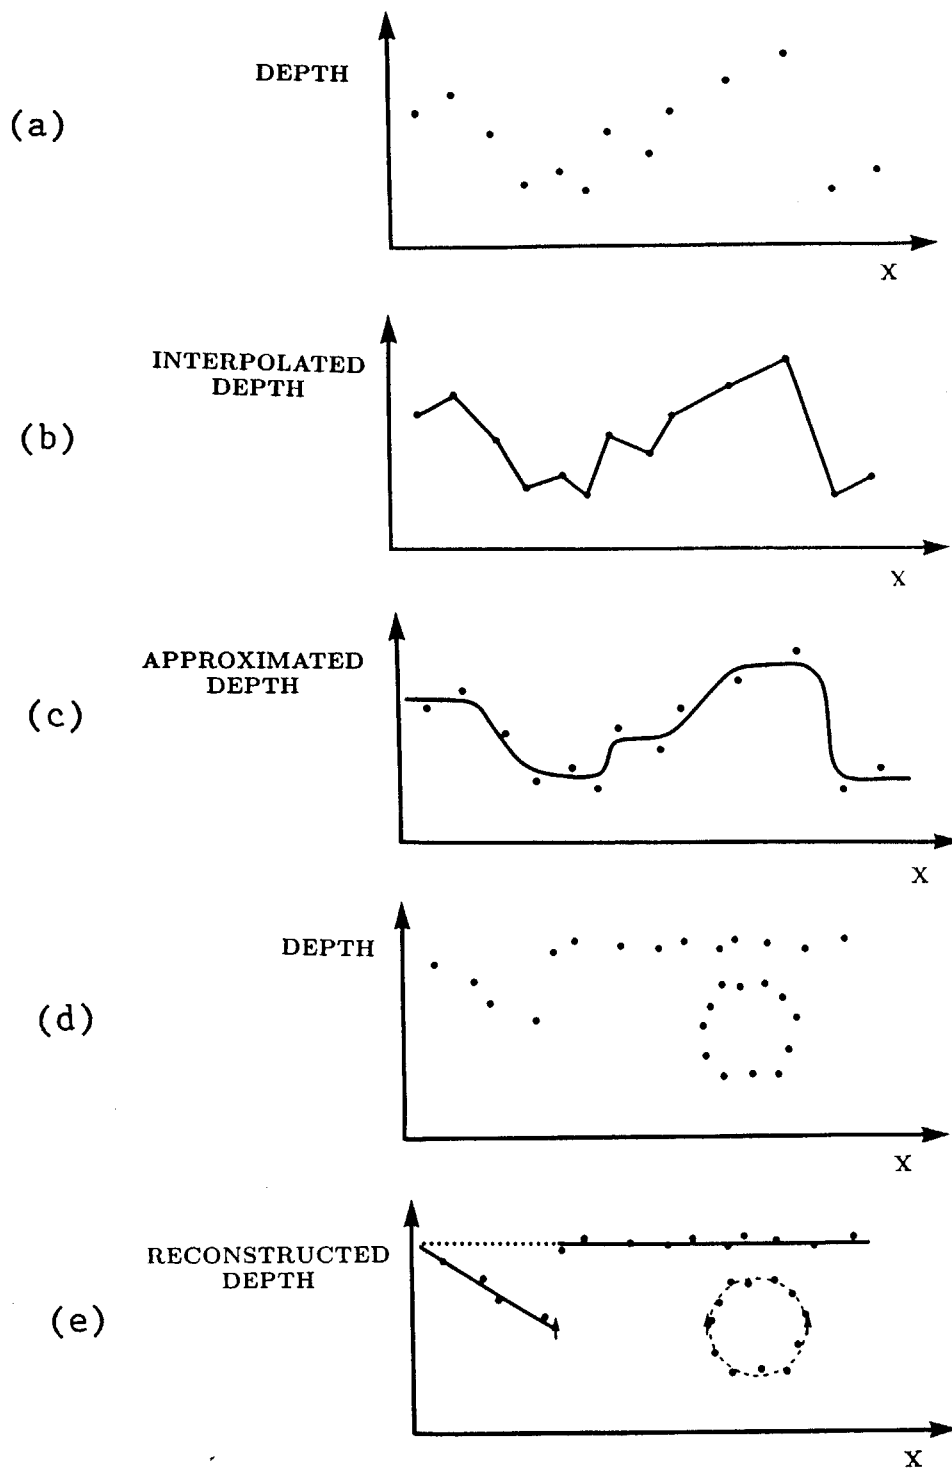 DEPTH
(a)
X
INTERPOLATED
DEPTH
(b)
X
APPROXIMATED
DEPTH
(c)
X
DEPTH
(d)
X
RECONSTRUCTED
DEPTH
(e)
X